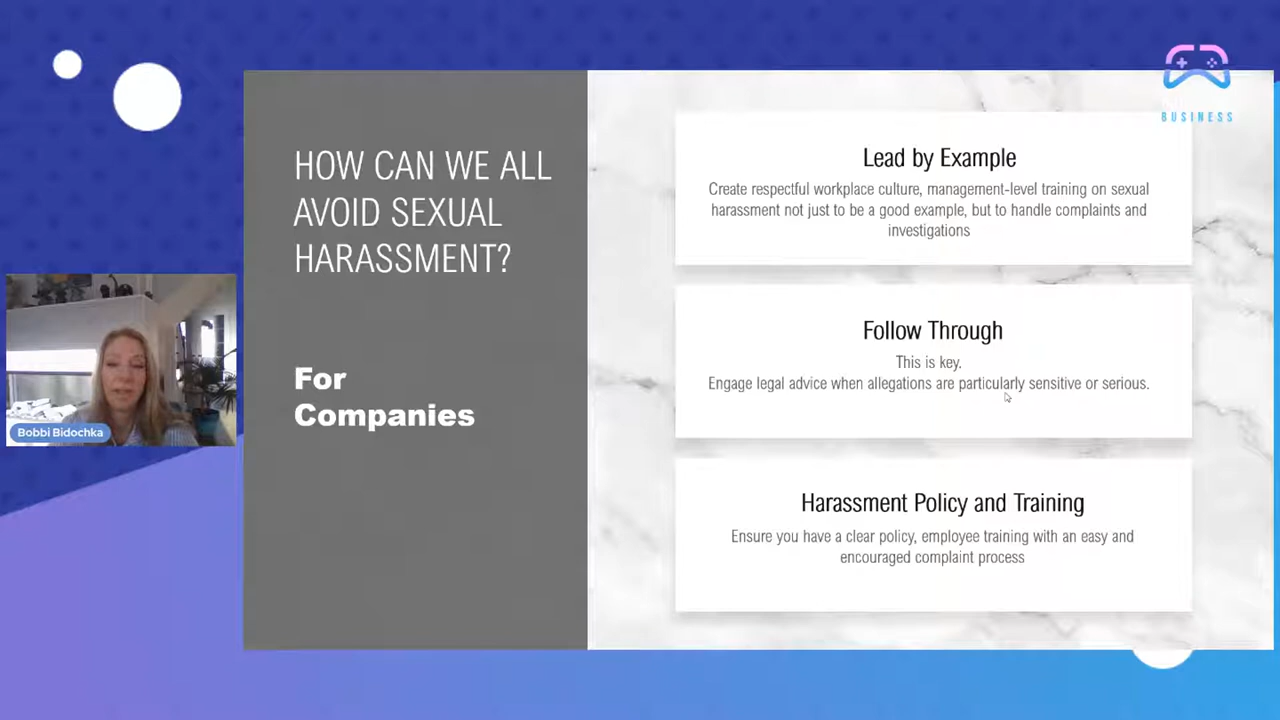 BUSINESS
HOW CAN WE ALL
AVOID SEXUAL
HARASSMENT?
For
Companies
Lead by Example
Create respectful workplace culture, management-level training on sexual
harassment not just to be a good example, but to handle complaints and
investigations
Follow Through
This is key.
Engage legal advice when allegations are particularly sensitive or serious.
Harassment Policy and Training
Ensure you have a clear policy, employee training with an easy and
encouraged complaint process
Bobbi Bidochka